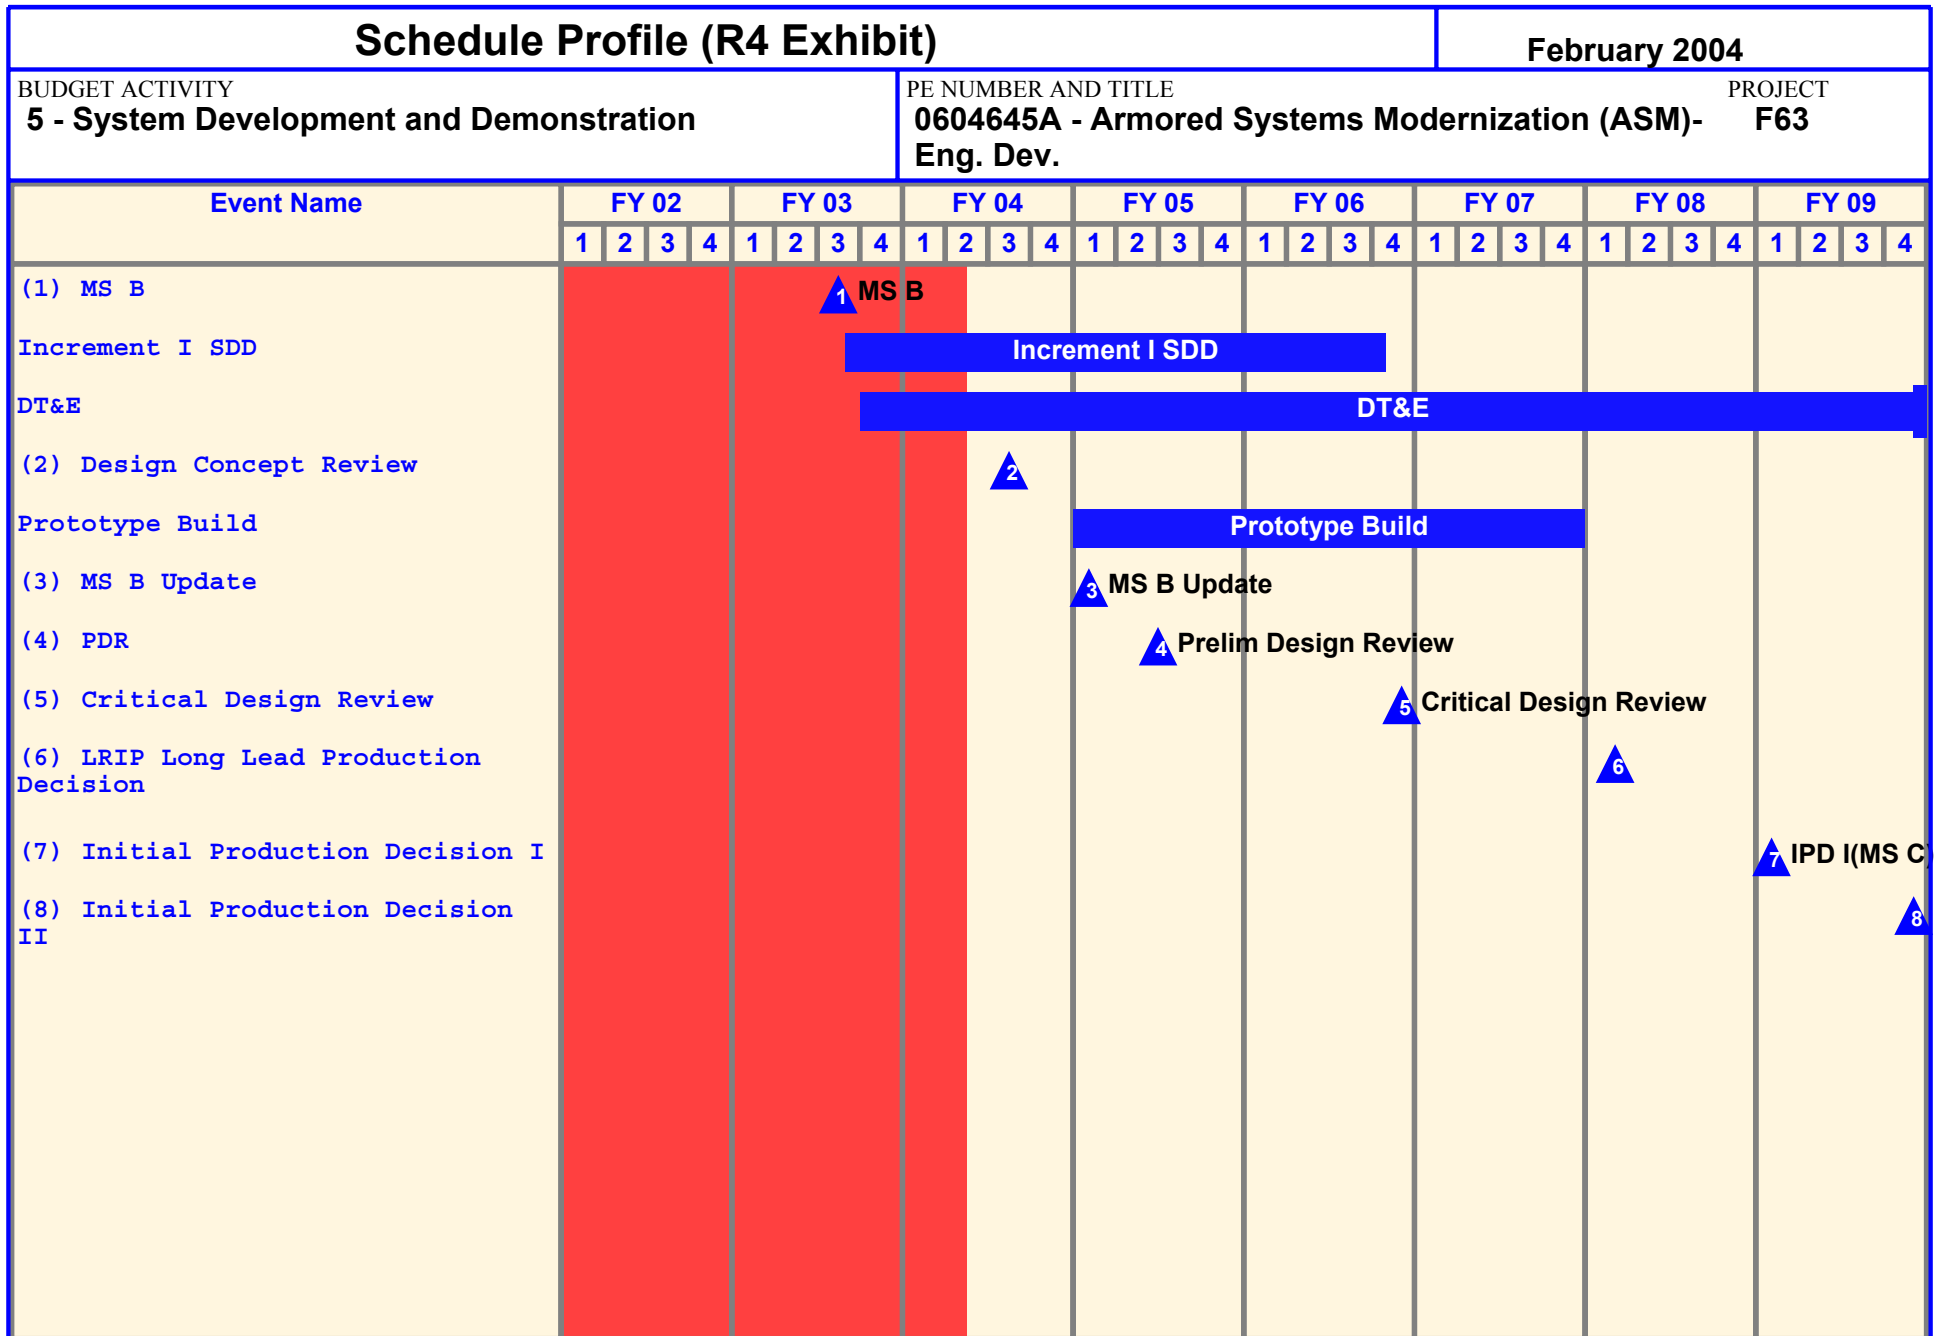 Schedule Profile (R4 Exhibit)
February 2004
BUDGET ACTIVITY
5 - System Development and Demonstration
PE NUMBER AND TITLE
PROJECT
0604645A - Armored Systems Modernization (ASM)-
F63
Eng. Dev.
Event Name
FY 02 FY 03 FY 04 FY 05 FY 06 FY 07 FY 08 FY 09
1 2 3 4 1 2 3 4 1 2 3 4 1 2 3 4 1 2 3 4 1 2 3 4 1 2 3 4 1 2 3 4
(1) MS B
1 MS B
Increment I SDD
Increment I SDD
DT&E
DT&E
(2) Design Concept Review
2
Prototype Build
Prototype Build
(3) MS B Update
3 MS B Update
(4) PDR
4 Prelim Design Review
(5) Critical Design Review
5 Critical Design Review
(6) LRIP Long Lead Production
Decision
6
(7) Initial Production Decision I
7 IPD I(MS C)
(8) Initial Production Decision
II
8